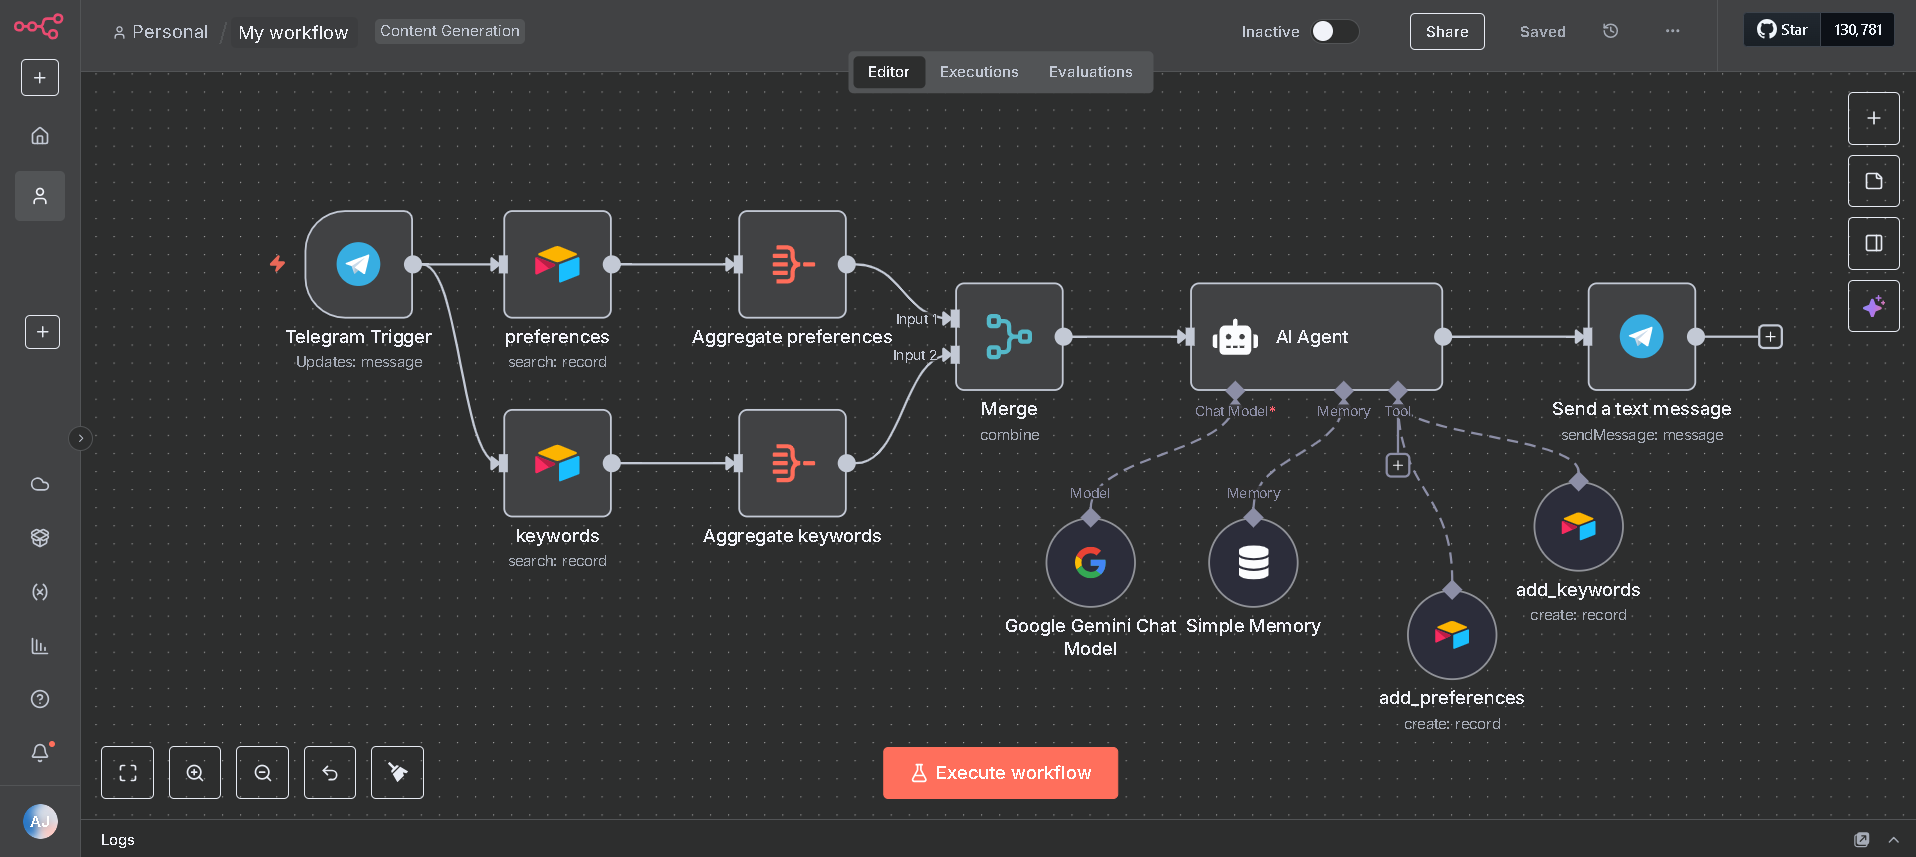 Personal / My workflow Content Generation
Inactive
Share
Saved
...
Star 130,781
Editor Executions Evaluations
Telegram Trigger
Updates: message
preferences
search: record
Aggregate preferences
keywords
search: record
Aggregate keywords
Input 1
Input 2
Merge
combine
AI Agent
Chat Model*
Memory
Tool
Send a text message
sendMessage: message
Model
Google Gemini Chat
Model
Memory
Simple Memory
add_keywords
create: record
add_preferences
create: record
Execute workflow
AJ
Logs